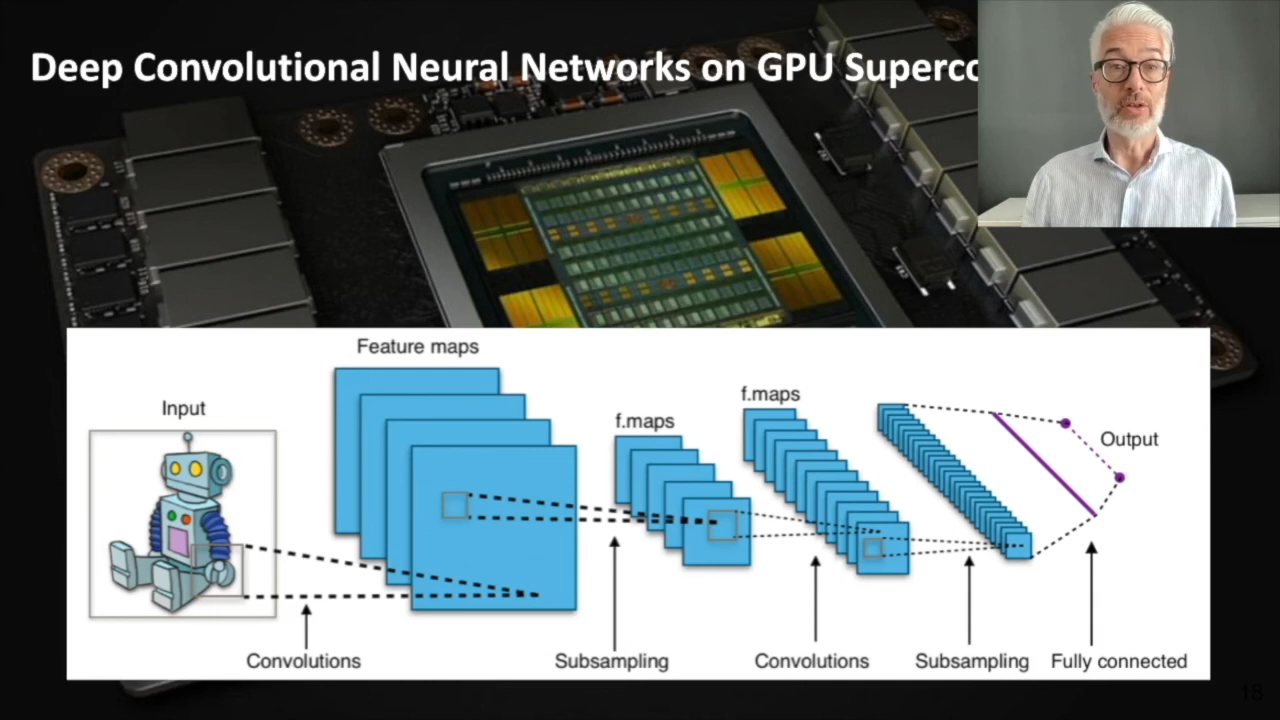 Deep Convolutional Neural Networks on GPU Superco
Feature maps
Input
f.maps
f.maps
Output
Convolutions
Subsampling
Convolutions
Subsampling
Fully connected
18